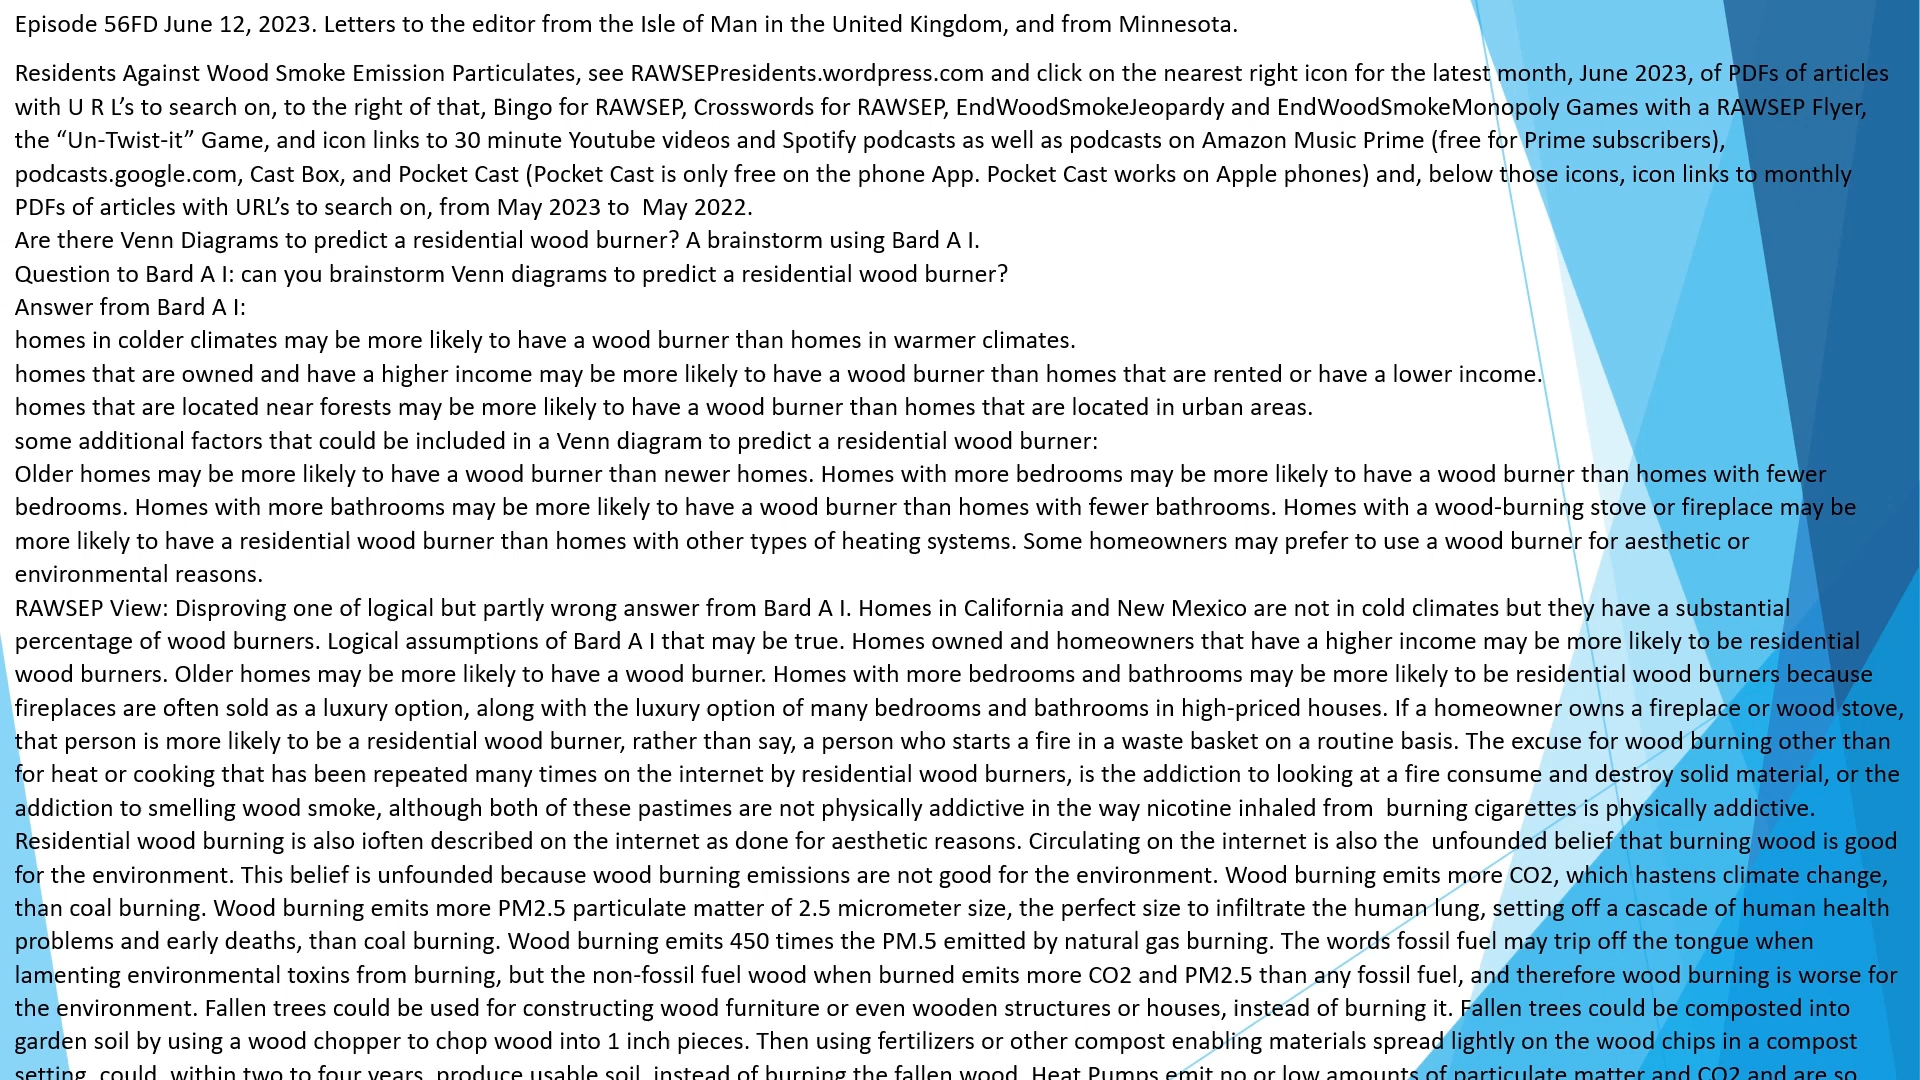 Episode 56FD June 12, 2023. Letters to the editor from the Isle of Man in the United Kingdom, and from Minnesota.
Residents Against Wood Smoke Emission Particulates, see RAWSEPresidents.wordpress.com and click on the nearest right icon for the latest month, June 2023, of PDFs of articles
with U R L’s to search on, to the right of that, Bingo for RAWSEP, Crosswords for RAWSEP, EndWoodSmokeJeopardy and EndWoodSmokeMonopoly Games with a RAWSEP Flyer,
the “Un-Twist-it” Game, and icon links to 30 minute Youtube videos and Spotify podcasts as well as podcasts on Amazon Music Prime (free for Prime subscribers),
podcasts.google.com, Cast Box, and Pocket Cast (Pocket Cast is only free on the phone App. Pocket Cast works on Apple phones) and, below those icons, icon links to monthly
PDFs of articles with URL’s to search on, from May 2023 to  May 2022.
Are there Venn Diagrams to predict a residential wood burner? A brainstorm using Bard A I.
Question to Bard A I: can you brainstorm Venn diagrams to predict a residential wood burner?
Answer from Bard A I:
homes in colder climates may be more likely to have a wood burner than homes in warmer climates.
homes that are owned and have a higher income may be more likely to have a wood burner than homes that are rented or have a lower income.
homes that are located near forests may be more likely to have a wood burner than homes that are located in urban areas.
some additional factors that could be included in a Venn diagram to predict a residential wood burner:
Older homes may be more likely to have a wood burner than newer homes. Homes with more bedrooms may be more likely to have a wood burner than homes with fewer
bedrooms. Homes with more bathrooms may be more likely to have a wood burner than homes with fewer bathrooms. Homes with a wood-burning stove or fireplace may be
more likely to have a residential wood burner than homes with other types of heating systems. Some homeowners may prefer to use a wood burner for aesthetic or
environmental reasons.
RAWSEP View: Disproving one of logical but partly wrong answer from Bard A I. Homes in California and New Mexico are not in cold climates but they have a substantial
percentage of wood burners. Logical assumptions of Bard A I that may be true. Homes owned and homeowners that have a higher income may be more likely to be residential
wood burners. Older homes may be more likely to have a wood burner. Homes with more bedrooms and bathrooms may be more likely to be residential wood burners because
fireplaces are often sold as a luxury option, along with the luxury option of many bedrooms and bathrooms in high-priced houses. If a homeowner owns a fireplace or wood stove,
that person is more likely to be a residential wood burner, rather than say, a person who starts a fire in a waste basket on a routine basis. The excuse for wood burning other than
for heat or cooking that has been repeated many times on the internet by residential wood burners, is the addiction to looking at a fire consume and destroy solid material, or the
addiction to smelling wood smoke, although both of these pastimes are not physically addictive in the way nicotine inhaled from  burning cigarettes is physically addictive.
Residential wood burning is also ioften described on the internet as done for aesthetic reasons. Circulating on the internet is also the  unfounded belief that burning wood is good
for the environment. This belief is unfounded because wood burning emissions are not good for the environment. Wood burning emits more CO2, which hastens climate change,
than coal burning. Wood burning emits more PM2.5 particulate matter of 2.5 micrometer size, the perfect size to infiltrate the human lung, setting off a cascade of human health
problems and early deaths, than coal burning. Wood burning emits 450 times the PM.5 emitted by natural gas burning. The words fossil fuel may trip off the tongue when
lamenting environmental toxins from burning, but the non-fossil fuel wood when burned emits more CO2 and PM2.5 than any fossil fuel, and therefore wood burning is worse for
the environment. Fallen trees could be used for constructing wood furniture or even wooden structures or houses, instead of burning it. Fallen trees could be composted into
garden soil by using a wood chopper to chop wood into 1 inch pieces. Then using fertilizers or other compost enabling materials spread lightly on the wood chips in a compost
setting, could, within two to four years, produce usable soil, instead of burning the fallen wood. Heat Pumps emit no or low amounts of particulate matter and CO2 and are so